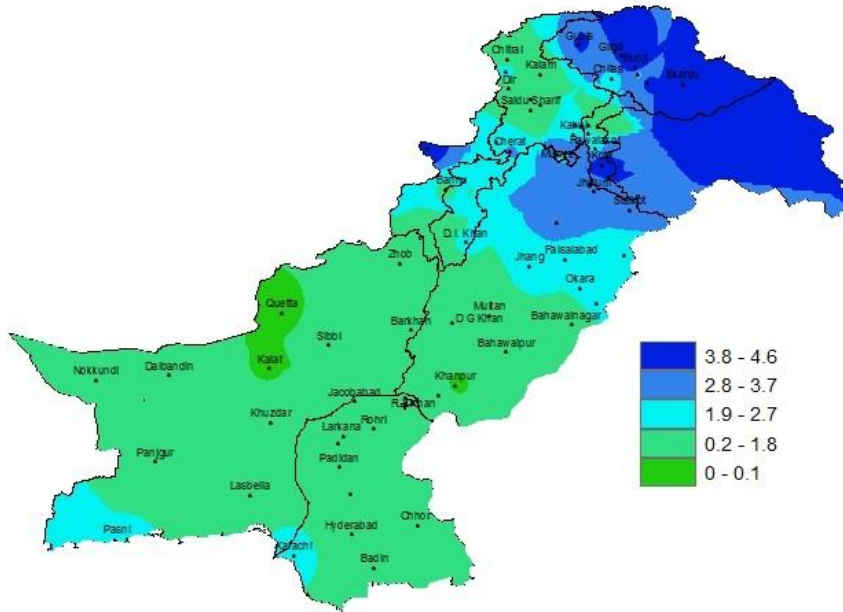 Gupis
Gilgit
Bunji
Chitral
Kalam
Chilas
Skardu
Dir
Saidu Sharif
Kakul
Cherat
Rawalakot
Kotli
Jhelum
Sialkot
Bannu
D.I. Khan
Zhob
Jhang
Faisalabad
Okara
Quetta
Multan
D G Khan
Bahawalnagar
Barkhan
Sibbi
Bahawalpur
Kalat
Nokkundi
Dalbandin
Khanpur
Jacobabad
Khuzdar
Rohri
Larkana
Panjgur
Padidan
Lasbella
Pasni
Chhor
Hyderabad
Karachi
Badin
3.8 - 4.6
2.8 - 3.7
1.9 - 2.7
0.2 - 1.8
0 - 0.1